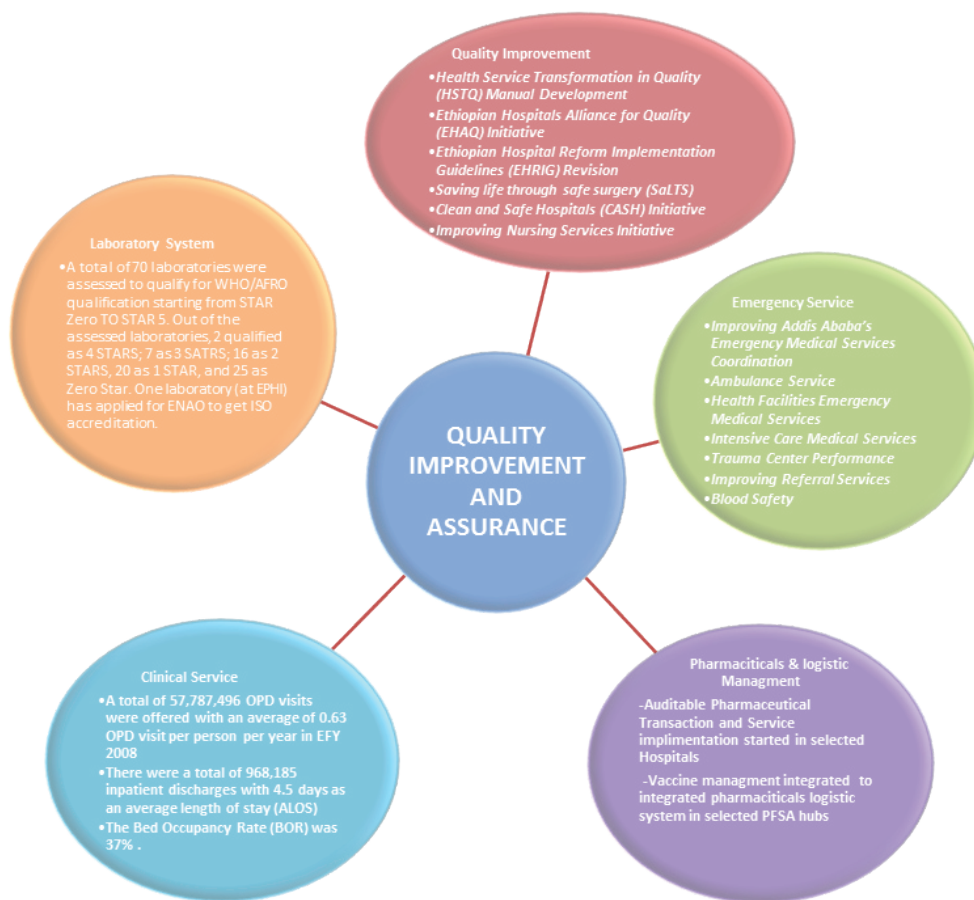 Quality Improvement
•Health Service Transformation in Quality
(HSTQ) Manual Development
•Ethiopian Hospitals Alliance for Quality
(EHAQ) Initiative
•Ethiopian Hospital Reform Implementation
Guidelines (EHRIG) Revision
•Saving life through safe surgery (SaLTS)
•Clean and Safe Hospitals (CASH) Initiative
•Improving Nursing Services Initiative
Laboratory System
•A total of 70 laboratories were
assessed to qualify for WHO/AFRO
qualification starting from STAR
Zero TO STAR 5. Out of the
assessed laboratories, 2 qualified
as 4 STARS; 7 as 3 SATRS; 16 as 2
STARS, 20 as 1 STAR, and 25 as
Zero Star. One laboratory (at EPHI)
has applied for ENAO to get ISO
accreditation.
Emergency Service
•Improving Addis Ababa's
Emergency Medical Services
Coordination
•Ambulance Service
•Health Facilities Emergency
Medical Services
•Intensive Care Medical Services
•Trauma Center Performance
•Improving Referral Services
•Blood Safety
QUALITY
IMPROVEMENT
AND
ASSURANCE
Clinical Service
•A total of 57,787,496 OPD visits
were offered with an average of 0.63
OPD visit per person per year in EFY
2008
•There were a total of 968,185
inpatient discharges with 4.5 days as
an average length of stay (ALOS)
•The Bed Occupancy Rate (BOR) was
37% .
Pharmaciticals & logistic
Managment
-Auditable Pharmaceutical
Transaction and Service
implimentation started in selected
Hospitals
-Vaccine managment integrated to
integrated pharmaciticals logistic
system in selected PFSA hubs